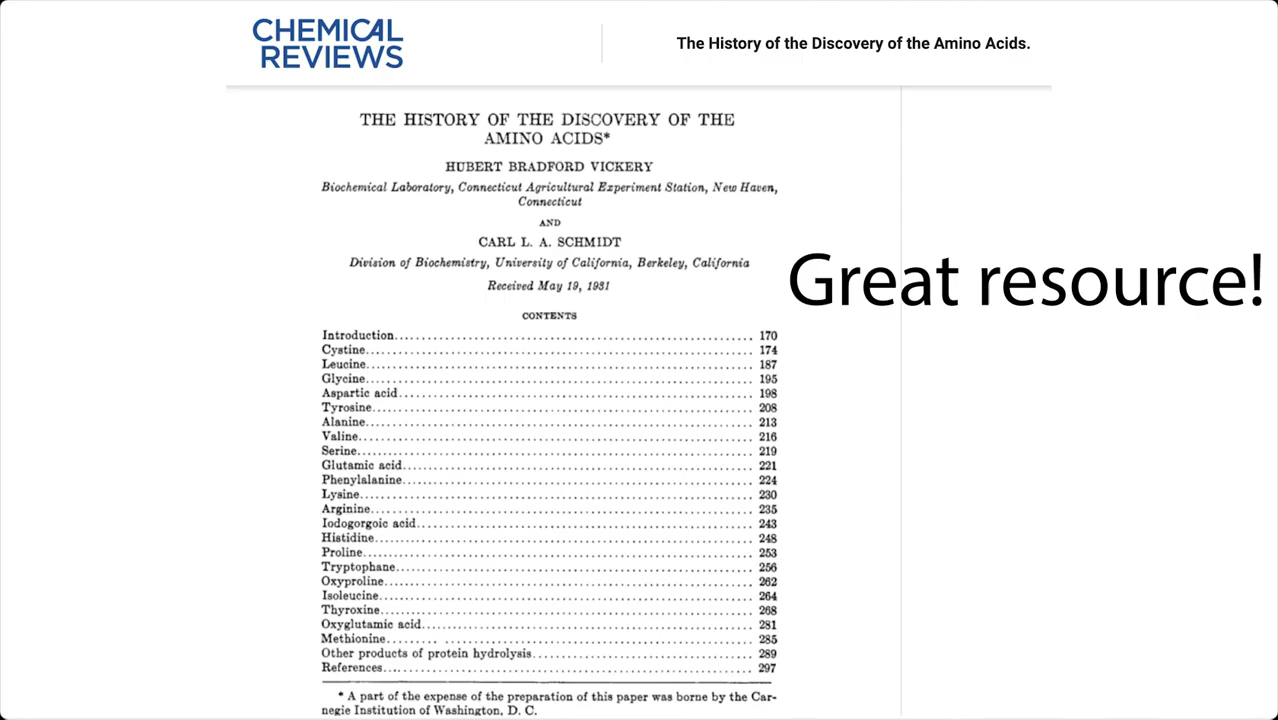 CHEMICAL
REVIEWS
The History of the Discovery of the Amino Acids.
THE HISTORY OF THE DISCOVERY OF THE
AMINO ACIDS*
HUBERT BRADFORD VICKERY
Biochemical Laboratory, Connecticut Agricultural Experiment Station, New Haven,
Connecticut
AND
CARL L. A. SCHMIDT
Division of Biochemistry, University of California, Berkeley, California
Received May 19, 1931
Great resource!
CONTENTS
Introduction.......... 170
Cystine.......... 174
Leucine.......... 187
Glycine.......... 195
Aspartic acid.......... 198
Tyrosine.......... 208
Alanine.......... 213
Valine.......... 216
Serine.......... 219
Glutamic acid.......... 221
Phenylalanine.......... 224
Lysine.......... 230
Arginine.......... 235
Iodogorgoic acid.......... 243
Histidine.......... 248
Proline.......... 253
Tryptophane.......... 256
Oxyproline.......... 262
Isoleucine.......... 264
Thyroxine.......... 268
Oxyglutamic acid.......... 281
Methionine.......... 285
Other products of protein hydrolysis.......... 289
References.......... 297
* A part of the expense of the preparation of this paper was borne by the Car-
negie Institution of Washington, D. C.